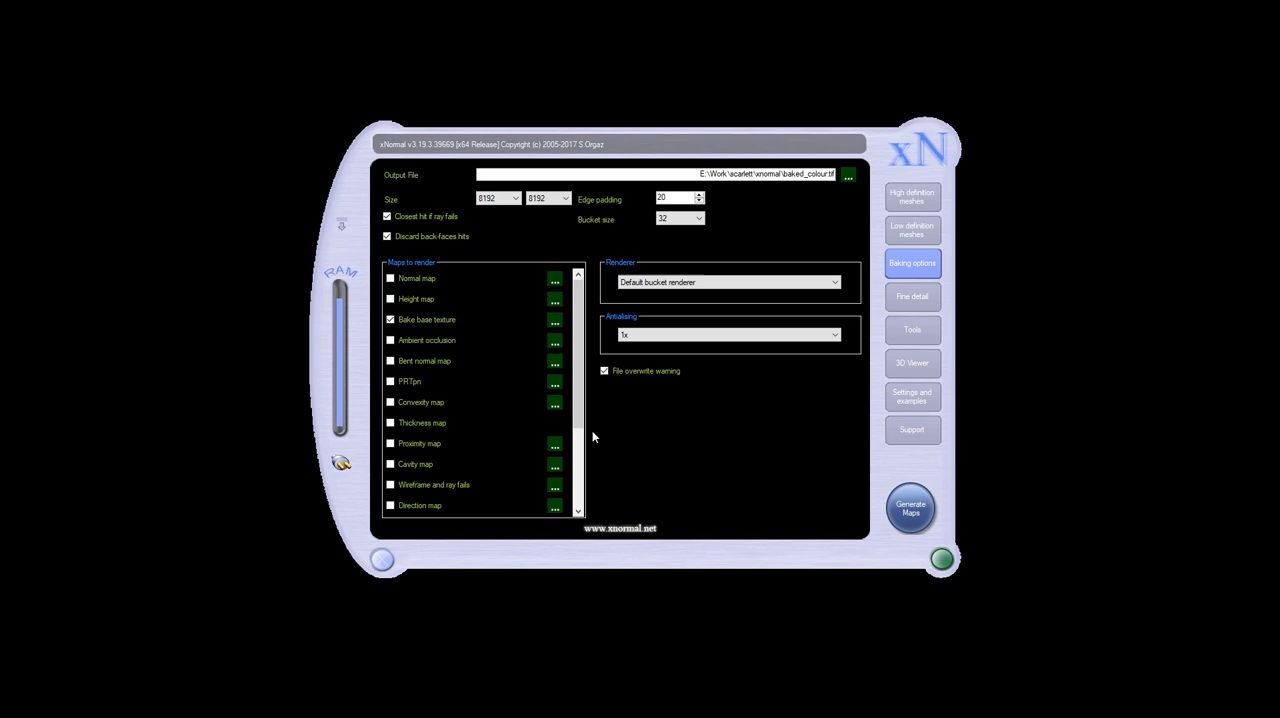 xNormal v3.19.3.39669 [x64 Release] Copyright (c) 2005-2017 S.Orgaz
xN
Output File E:\Work\scarlett\xnormal\baked_colour.tif ...
Size 8192 8192 Edge padding 20
Closest hit if ray fails
Bucket size 32
Discard back-faces hits
Maps to render
Normal map ...
Height map ...
Bake base texture ...
Ambient occlusion ...
Bent normal map ...
PRTpn ...
Convexity map ...
Thickness map
Proximity map ...
Cavity map ...
Wireframe and ray fails ...
Direction map ...
Renderer
Default bucket renderer
Antialising
1x
File overwrite warning
www.xnormal.net
RAM
High definition
meshes
Low definition
meshes
Baking options
Fine detail
Tools
3D Viewer
Settings and
examples
Support
Generate
Maps